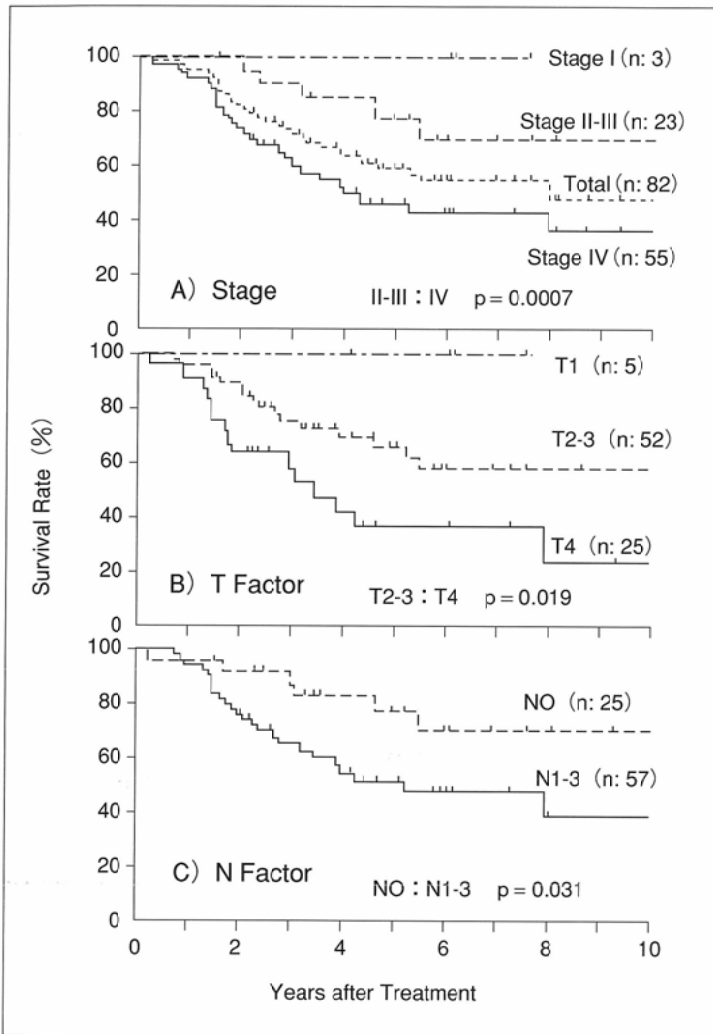 Survival Rate (%)
100
80
60
40
20
0
Stage I (n: 3)
Stage II-III (n: 23)
Total (n: 82)
Stage IV (n: 55)
A) Stage
II-III : IV p = 0.0007
100
80
60
40
20
0
T1 (n: 5)
T2-3 (n: 52)
T4 (n: 25)
B) T Factor
T2-3 : T4 p = 0.019
100
80
60
40
20
0
NO (n: 25)
N1-3 (n: 57)
C) N Factor
NO : N1-3 p = 0.031
0 2 4 6 8 10
Years after Treatment